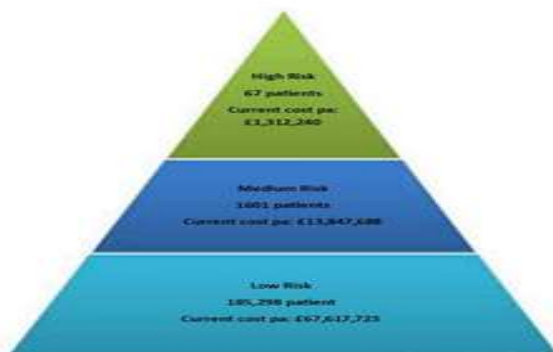 High Risk
67 patients
Current cost pa:
£1,312,240
Medium Risk
1601 patients
Current cost pa: £13,847,688
Low Risk
185,298 patient
Current cost pa: £67,617,723